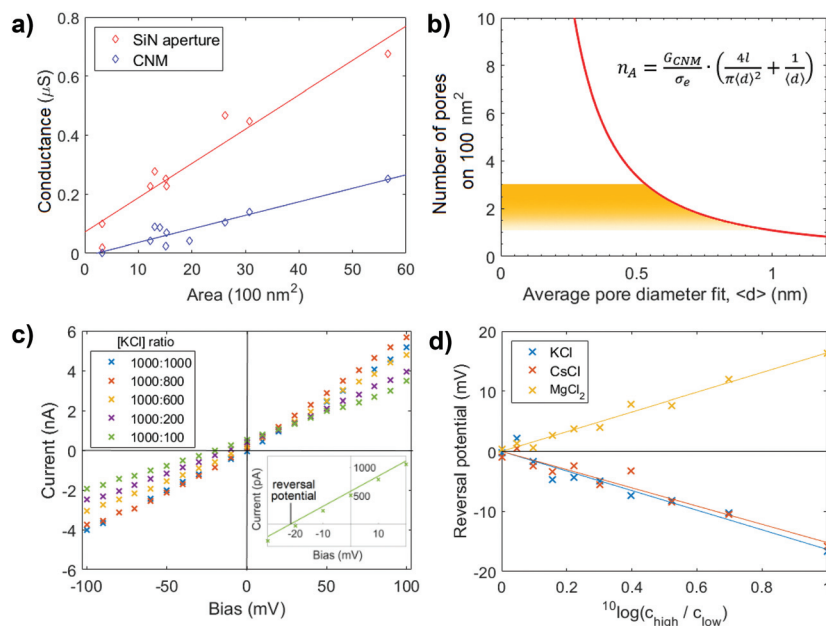 a)
SiN aperture
CNM
Conductance (μS)
0.8
0.6
0.4
0.2
0
0 10 20 30 40 50 60
Area (100 nm²)
b)
n_A = G_CNM / σ_e · ( 4l / π⟨d⟩² + 1 / ⟨d⟩ )
Number of pores
on 100 nm²
10
8
6
4
2
0
0 0.5 1
Average pore diameter fit, <d> (nm)
c)
[KCl] ratio
1000:1000
1000:800
1000:600
1000:200
1000:100
Current (nA)
6
4
2
0
-2
-4
-6
-100 -50 0 50 100
Bias (mV)
reversal
potential
Current (pA)
1000
500
-20 -10 10
Bias (mV)
d)
KCl
CsCl
MgCl₂
Reversal potential (mV)
20
10
0
-10
-20
0 0.2 0.4 0.6 0.8 1
¹⁰log(c_high / c_low)